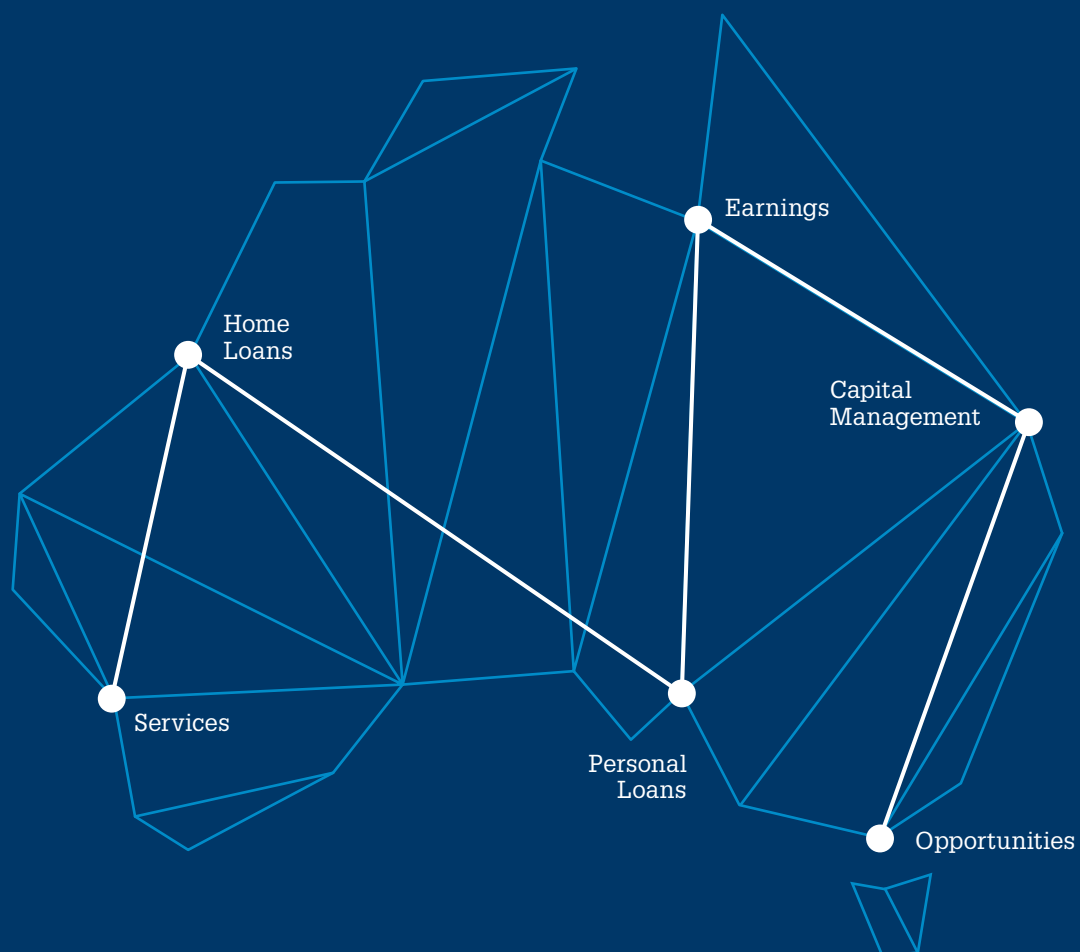 Earnings
Home
Loans
Capital
Management
Services
Personal
Loans
Opportunities